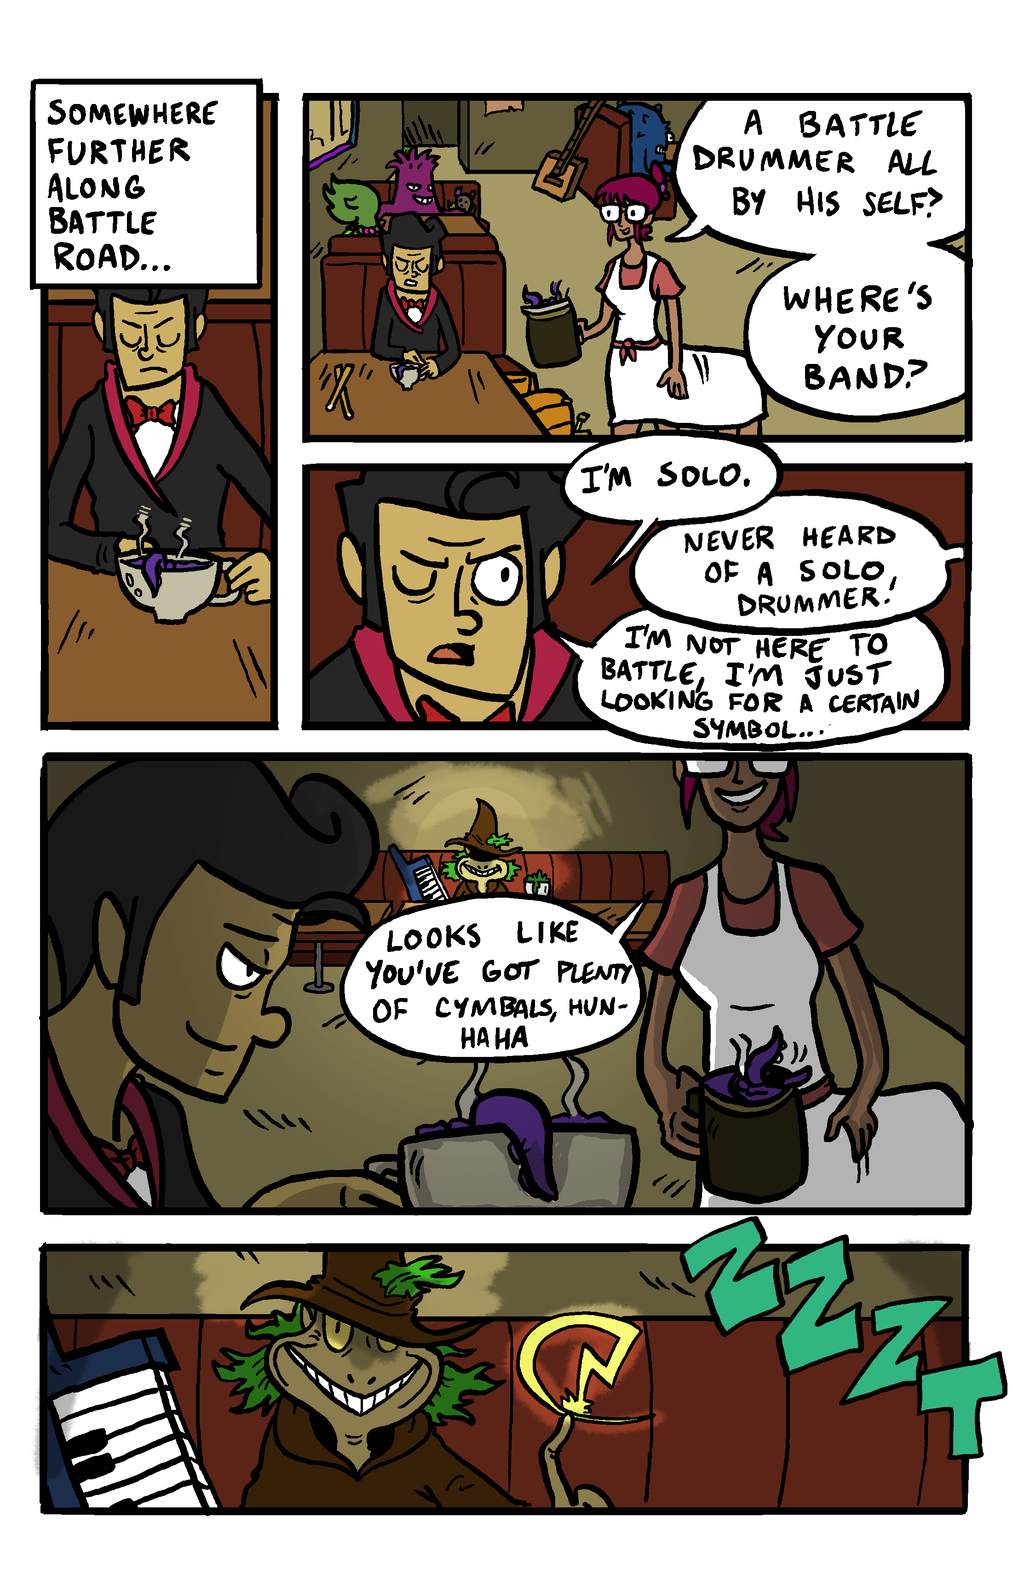 SOMEWHERE
FURTHER
ALONG
BATTLE
ROAD...
A BATTLE
DRUMMER ALL
BY HIS SELF?
WHERE'S
YOUR
BAND?
I'M SOLO.
NEVER HEARD
OF A SOLO,
DRUMMER!
I'M NOT HERE TO
BATTLE, I'M JUST
LOOKING FOR A CERTAIN
SYMBOL...
LOOKS LIKE
YOU'VE GOT PLENTY
OF CYMBALS, HUN-
HAHA
ZZZT